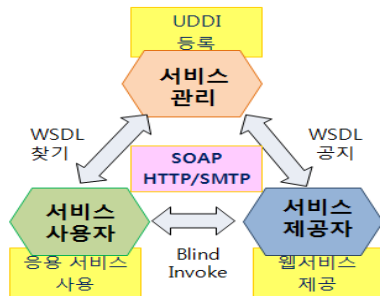 UDDI
등록
서비스
관리
WSDL
찾기
SOAP
HTTP/SMTP
WSDL
공지
서비스
사용자
Blind
Invoke
서비스
제공자
응용 서비스
사용
웹서비스
제공